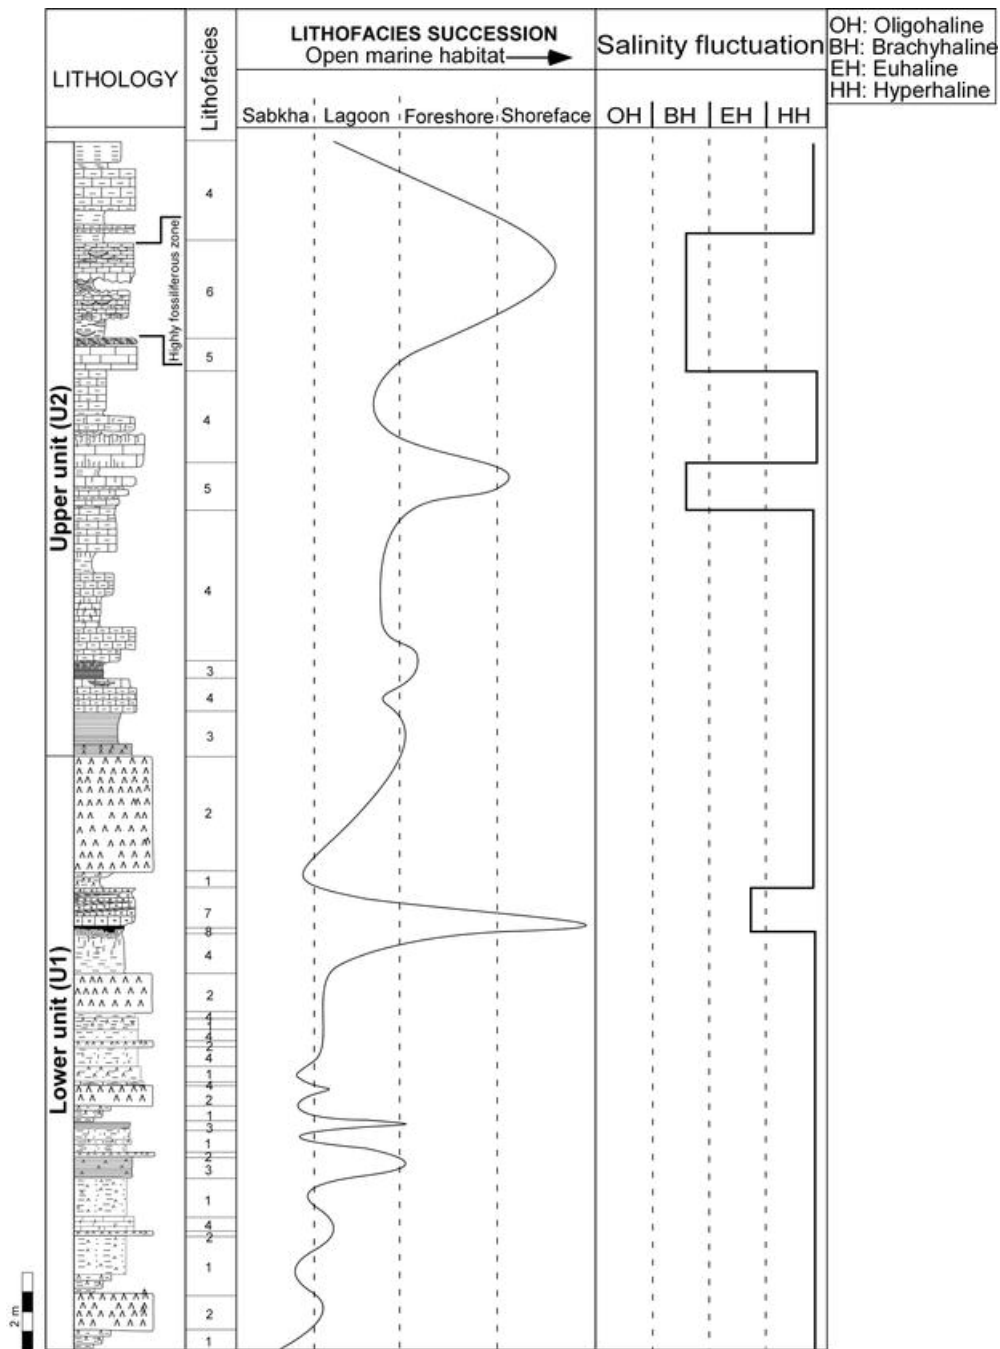 LITHOLOGY
Lithofacies
LITHOFACIES SUCCESSION
Open marine habitat
Sabkha
Lagoon
Foreshore
Shoreface
Salinity fluctuation
OH
BH
EH
HH
OH: Oligohaline
BH: Brachyhaline
EH: Euhaline
HH: Hyperhaline
Upper unit (U2)
Lower unit (U1)
Highly fossiliferous zone
4
6
5
4
5
4
3
4
3
2
1
7
8
4
2
4
1
4
2
4
1
4
2
1
3
1
2
3
1
4
2
1
2
1
2 m